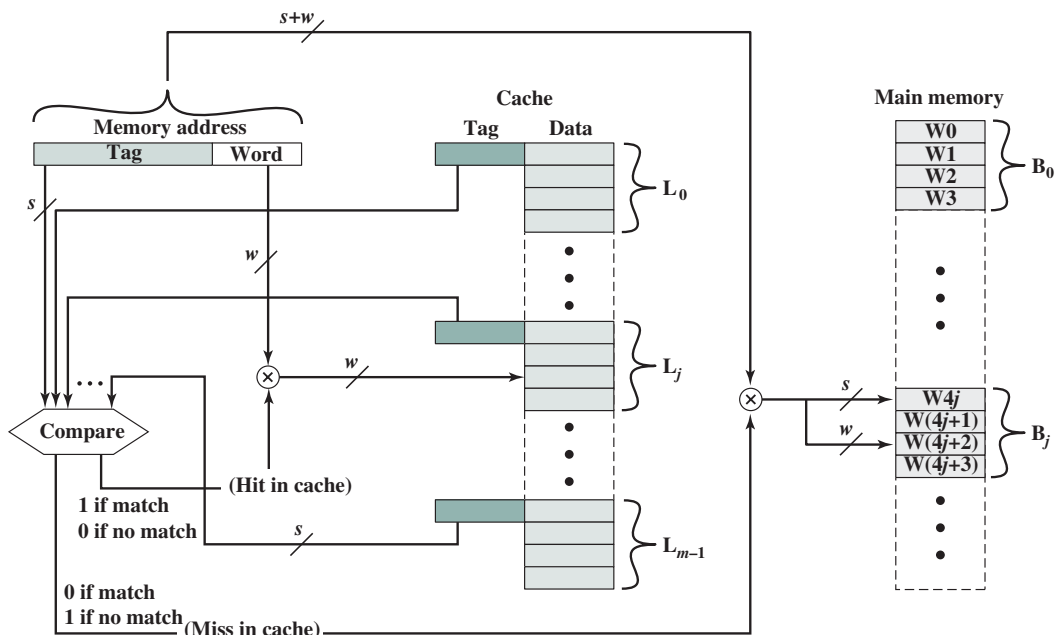 s+w
Cache
Main memory
Memory address
Tag
Data
Tag
Word
W0
W1
W2
W3
B0
L0
s
w
Lj
w
s
w
W4j
W(4j+1)
W(4j+2)
W(4j+3)
Bj
Compare
(Hit in cache)
1 if match
0 if no match
s
Lm−1
0 if match
1 if no match
(Miss in cache)